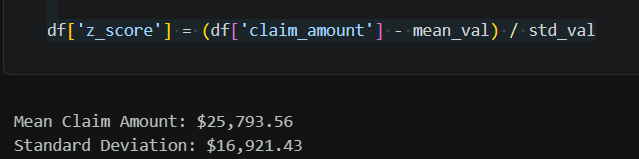 df['z_score'] = (df['claim_amount'] - mean_val) / std_val
Mean Claim Amount: $25,793.56
Standard Deviation: $16,921.43